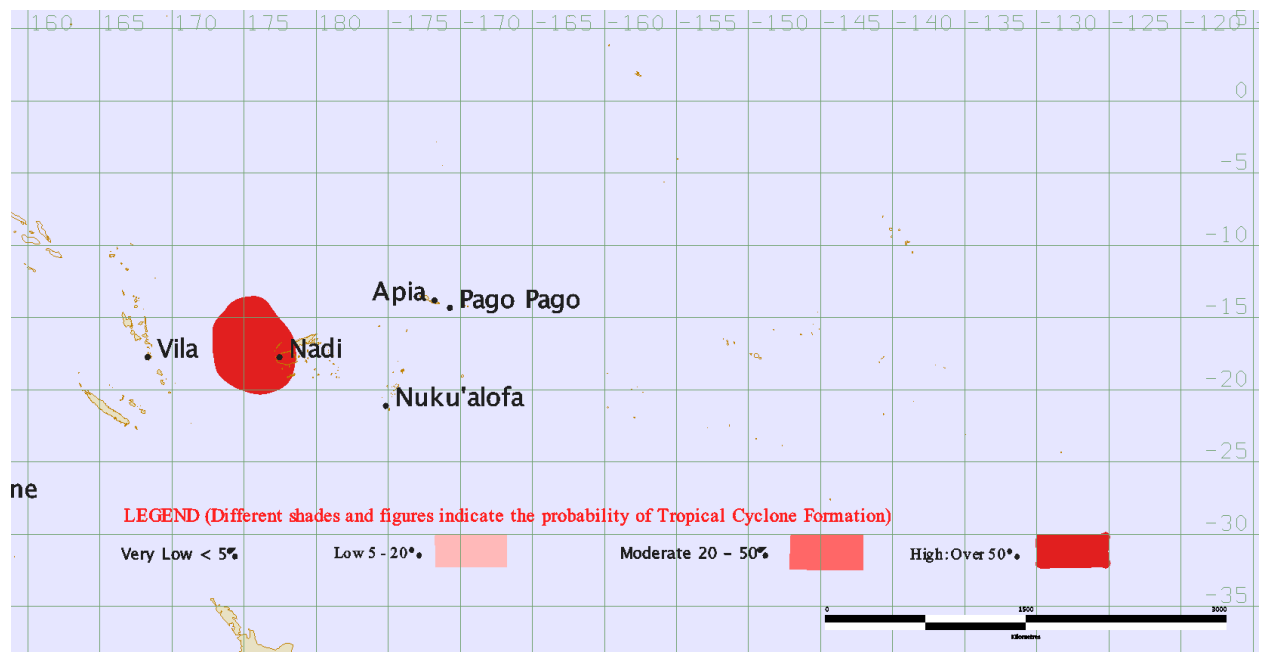 160 165 170 175 180 -175 -170 -165 -160 -155 -150 -145 -140 -135 -130 -125 -120 5
0
-5
-10
Apia
Pago Pago
-15
Vila
Nadi
-20
Nuku'alofa
-25
ne
LEGEND (Different shades and figures indicate the probability of Tropical Cyclone Formation)
-30
Very Low < 5% Low 5 - 20% Moderate 20 - 50% High: Over 50%
-35
0 1500 3000
Kilometres